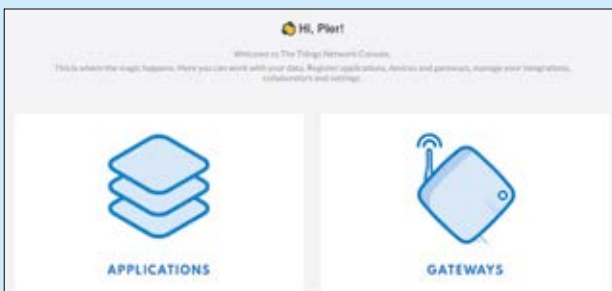 Hi, Pier!
Welcome to The Things Network Console.
This is where the magic happens. Here you can work with your data. Register applications, devices and gateways, manage your integrations,
collaborators and settings.
APPLICATIONS
GATEWAYS